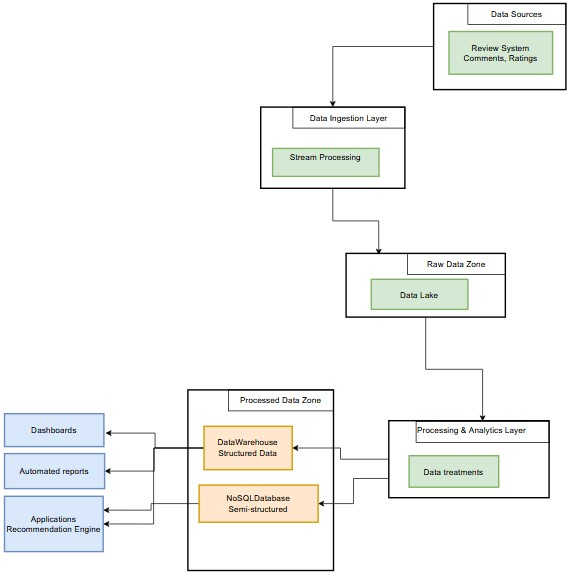 Data Sources
Review System
Comments, Ratings
Data Ingestion Layer
Stream Processing
Raw Data Zone
Data Lake
Processed Data Zone
Processing & Analytics Layer
Dashboards
DataWarehouse
Structured Data
Automated reports
Data treatments
NoSQLDatabase
Semi-structured
Applications
Recommendation Engine